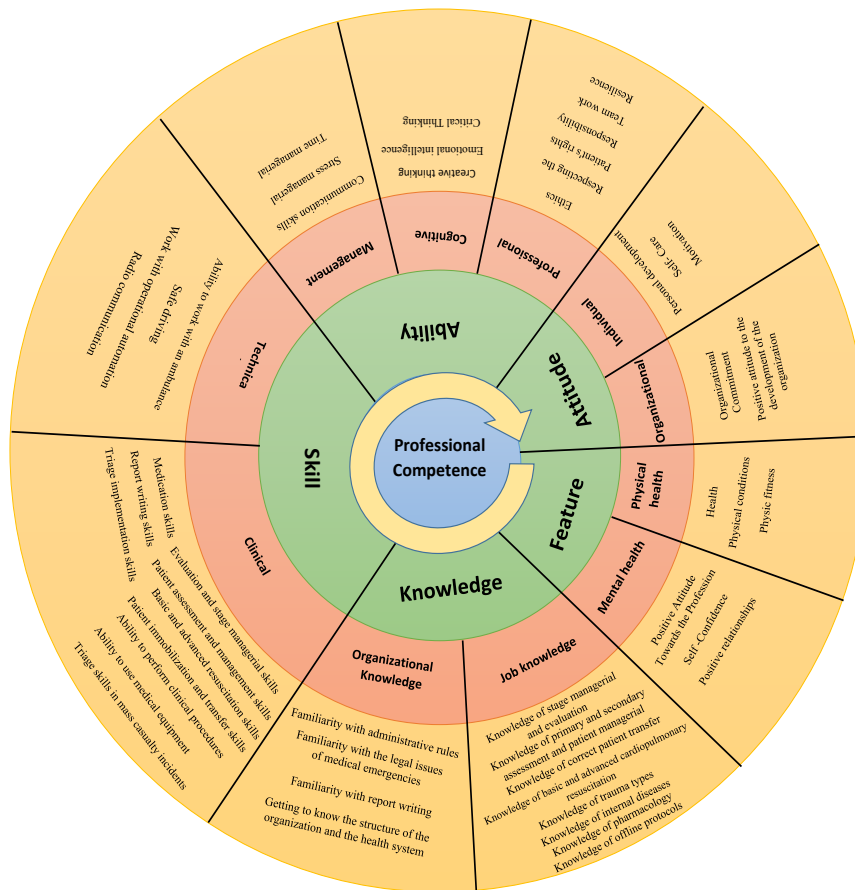 Professional
Competence
Ability
Attitude
Feature
Knowledge
Skill
Cognitive
Critical Thinking
Emotional intelligence
Creative thinking
Professional
Resilience
Team work
Responsibility
Patient's rights
Respecting the
Ethics
Individual
Motivation
Self- Care
Personal development
Organizational
Organizational
Commitment
Positive attitude to the
development of the
organization
Physical
health
Health
Physical conditions
Physic fitness
Mental health
Positive Attitude
Towards the Profession
Self -Confidence
Positive relationships
Job knowledge
Knowledge of stage managerial
and evaluation
Knowledge of primary and secondary
assessment and patient managerial
Knowledge of correct patient transfer
Knowledge of basic and advanced cardiopulmonary
resuscitation
Knowledge of trauma types
Knowledge of internal diseases
Knowledge of pharmacology
Knowledge of offline protocols
Organizational
Knowledge
Familiarity with administrative rules
Familiarity with the legal issues
of medical emergencies
Familiarity with report writing
Getting to know the structure of the
organization and the health system
Clinical
Medication skills
Report writing skills
Triage implementation skills
Evaluation and stage managerial skills
Patient assessment and management skills
Basic and advanced resuscitation skills
Patient immobilization and transfer skills
Ability to perform clinical procedures
Ability to use medical equipment
Triage skills in mass casualty incidents
Technica
Ability to work with an ambulance
Safe driving
Work with operational automation
Radio communication
Management
Time managerial
Stress managerial
Communication skills